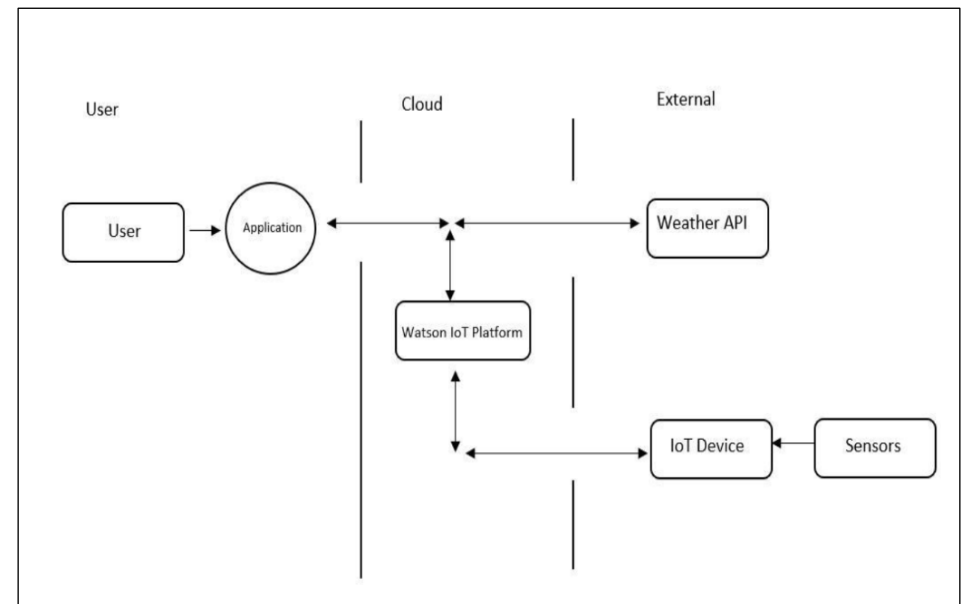 User
Cloud
External
User
Application
Weather API
Watson IoT Platform
IoT Device
Sensors